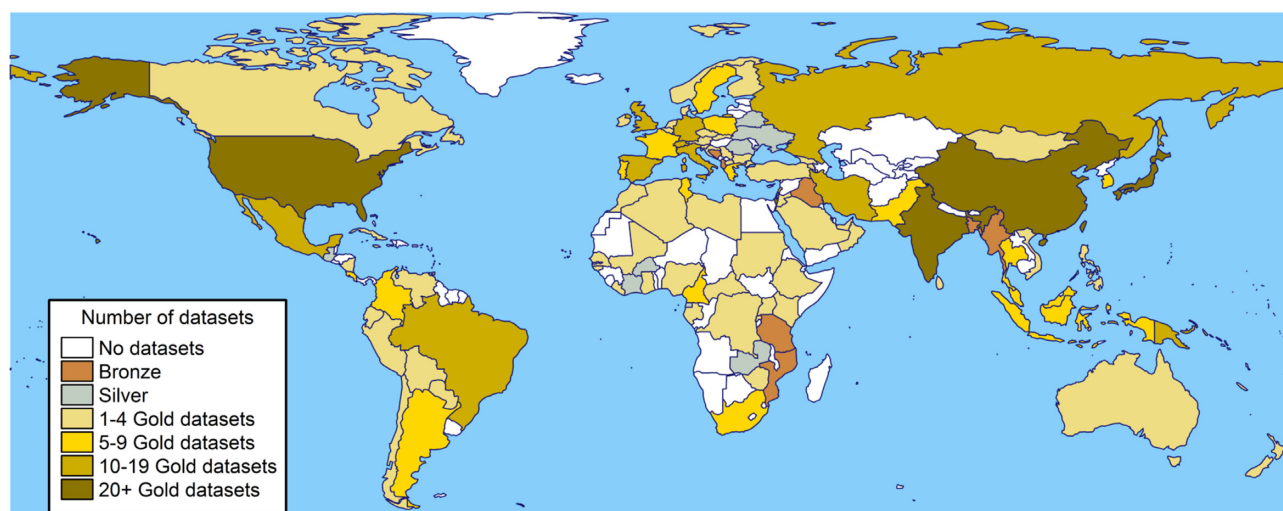 Number of datasets
No datasets
Bronze
Silver
1-4 Gold datasets
5-9 Gold datasets
10-19 Gold datasets
20+ Gold datasets